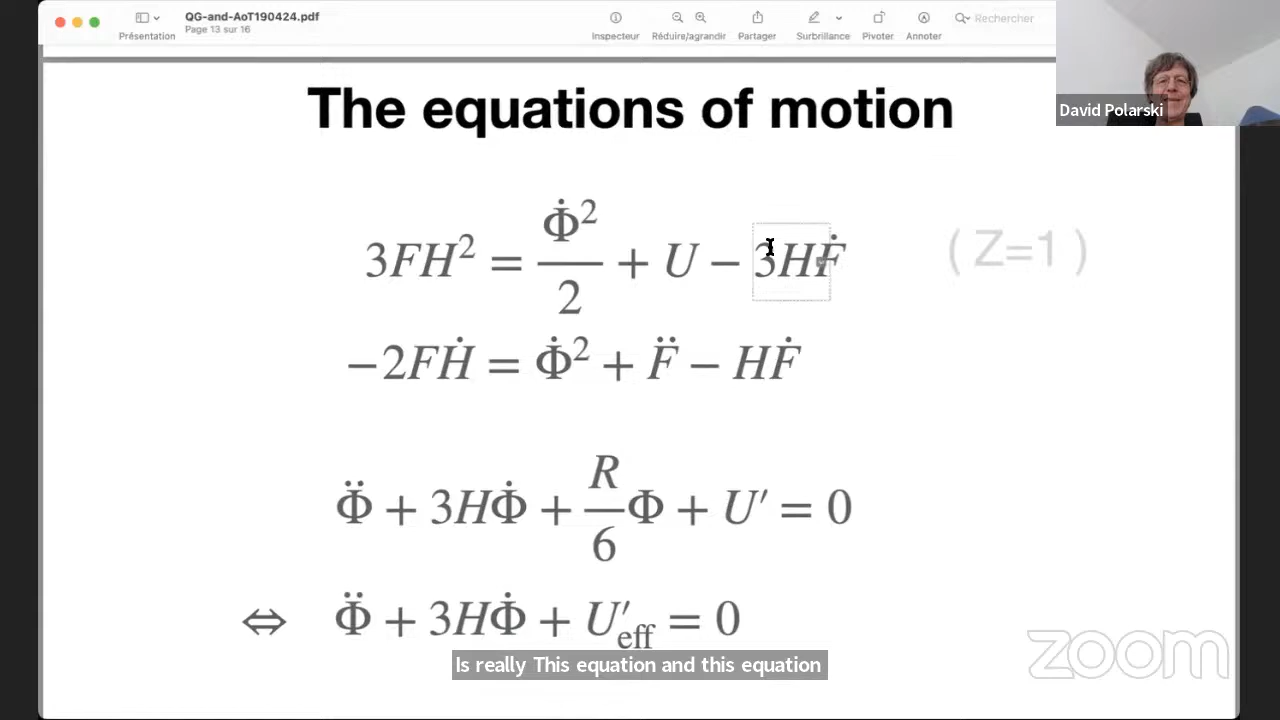 QG-and-AoT190424.pdf
Page 13 sur 16
Présentation
Inspecteur
Réduire/agrandir
Partager
Surbrillance
Pivoter
Annoter
Rechercher
David Polarski
The equations of motion
3FH² = Φ̇²/2 + U − 3HḞ
( Z=1 )
−2FḢ = Φ̇² + F̈ − HḞ
Φ̈ + 3HΦ̇ + R/6 Φ + U′ = 0
⇔ Φ̈ + 3HΦ̇ + U′eff = 0
Is really This equation and this equation
zoom